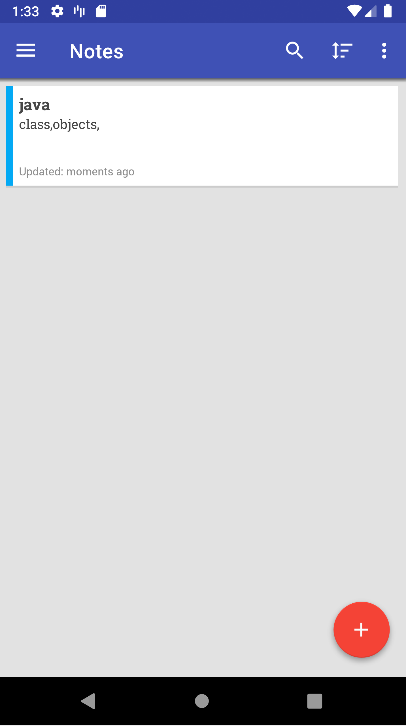 1:33
Notes
java
class,objects,
Updated: moments ago